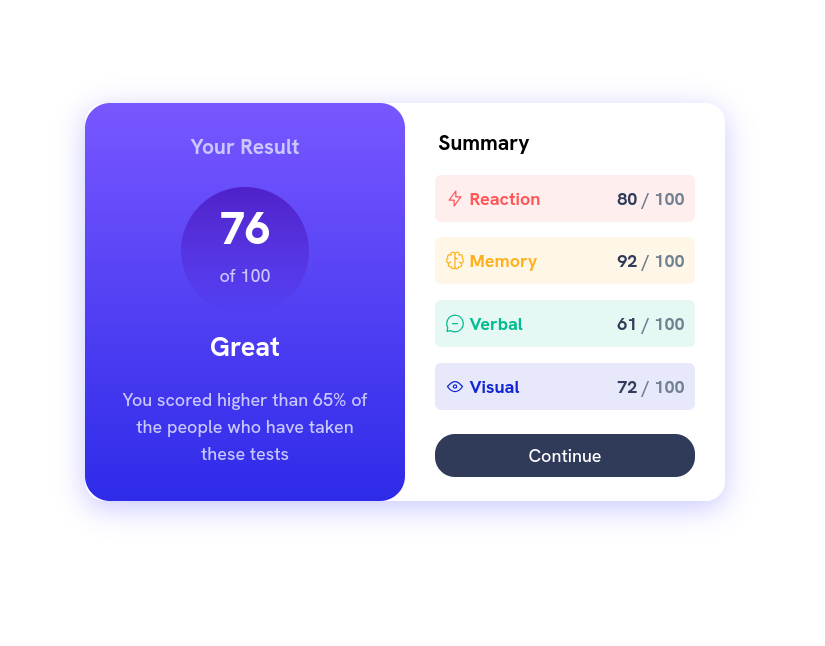 Your Result
76
of 100
Great
You scored higher than 65% of
the people who have taken
these tests
Summary
Reaction 80 / 100
Memory 92 / 100
Verbal 61 / 100
Visual 72 / 100
Continue